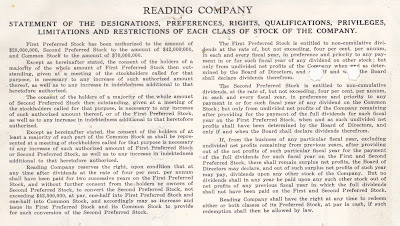 READING COMPANY
STATEMENT OF THE DESIGNATIONS, PREFERENCES, RIGHTS, QUALIFICATIONS, PRIVILEGES,
LIMITATIONS AND RESTRICTIONS OF EACH CLASS OF STOCK OF THE COMPANY.
First Preferred Stock has been authorized to the amount of
$28,000,000, Second Preferred Stock to the amount of $42,000,000,
and Common Stock to the amount of $70,000,000.
Except as hereinafter stated, the consent of the holders of a
majority of the whole amount of First Preferred Stock then out-
standing, given at a meeting of the stockholders called for that
purpose, is necessary to any increase of such authorized amount
thereof, as well as to any increase in indebtedness additional to that
heretofore authorized.
The consent of the holders of a majority of the whole amount
of Second Preferred Stock then outstanding, given at a meeting of
such stockholders called for that purpose, is necessary to any increase
of such authorized amount thereof, or of the First Preferred Stock,
as well as to any increase in indebtedness additional to that heretofore
authorized.
Except as hereinafter stated, the consent of the holders of at
least a majority of such part of the Common Stock as shall be repre-
sented at a meeting of stockholders called for that purpose is necessary
to any increase of such authorized amount of First Preferred, Second
Preferred, or Common Stock, and to any increase in indebtedness
additional to that heretofore authorized.
Reading Company reserves the right, upon condition that at
any time after dividends at the rate of four per cent. per annum
shall have been paid for two successive years on the First Preferred
Stock, and without further consent from the holders or owners of
Second Preferred Stock, to convert the Second Preferred Stock, not
exceeding $42,000,000, at par, one-half into First Preferred Stock and
one-half into Common Stock, and accordingly may so increase and
issue its First Preferred Stock and its Common Stock to provide
for such conversion of the Second Preferred Stock.
The First Preferred Stock is entitled to non-cumulative divi-
dends at the rate of, but not exceeding, four per cent. per annum,
in each and every fiscal year, in preference and priority to any pay-
ment in or for such fiscal year of any dividend on other stock; but
only from undivided net profits of the Company when and as deter-
mined by the Board of Directors, and only if and when the Board
shall declare dividends therefrom.
The Second Preferred Stock is entitled to non-cumulative
dividends, at the rate of, but not exceeding, four per cent. per annum,
in each and every fiscal year, in preference and priority to any
payment in or for such fiscal year of any dividend on the Common
Stock; but only from undivided net profits of the Company remaining
after providing for the payment of the full dividends for such fiscal
year on the First Preferred Stock, when and as such undivided net
profits shall have been determined by the Board of Directors, and
only if and when the Board shall declare dividends therefrom.
If, from the business of any particular fiscal year, excluding
undivided net profits remaining from previous years, after providing
out of the net profits of such particular fiscal year for the payment
of the full dividends for such fiscal year on the First and Second
Preferred Stock, there shall remain surplus net profits, the Board of
Directors may declare, and out of such surplus net profits of such year
may pay, dividends upon any other stock of the Company. But no
dividends shall in any year be paid upon any such other stock out of
net profits of any previous fiscal year in which the full dividends
shall not have been paid on the First and Second Preferred Stock.
Reading Company shall have the right at any time to redeem
either or both classes of its Preferred Stock, at par in cash, if such
redemption shall then be allowed by law.